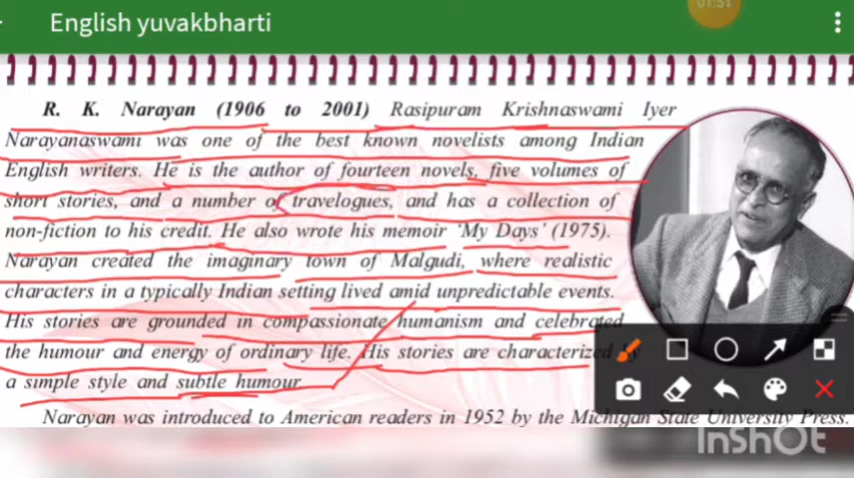 01:51
English yuvakbharti
R. K. Narayan (1906 to 2001) Rasipuram Krishnaswami Iyer
Narayanaswami was one of the best known novelists among Indian
English writers. He is the author of fourteen novels, five volumes of
short stories, and a number of travelogues, and has a collection of
non-fiction to his credit. He also wrote his memoir ‘My Days’ (1975).
Narayan created the imaginary town of Malgudi, where realistic
characters in a typically Indian setting lived amid unpredictable events.
His stories are grounded in compassionate humanism and celebrated
the humour and energy of ordinary life. His stories are characterized by
a simple style and subtle humour
Narayan was introduced to American readers in 1952 by the Michigan State University Press.
InShOt